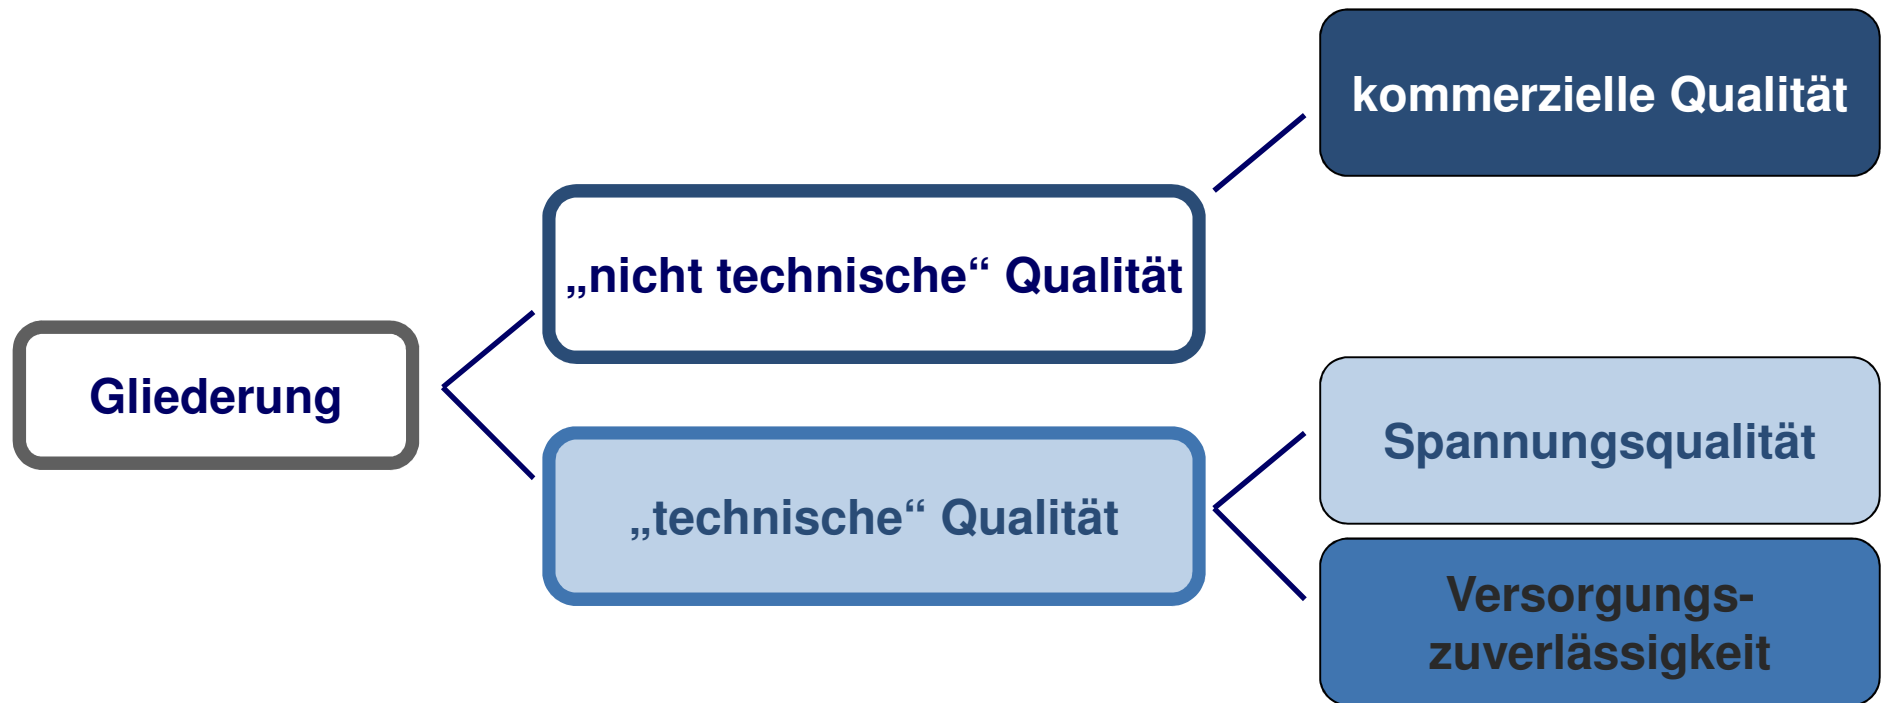 kommerzielle Qualität
„nicht technische“ Qualität
Gliederung
„technische“ Qualität
Spannungsqualität
Versorgungs-
zuverlässigkeit